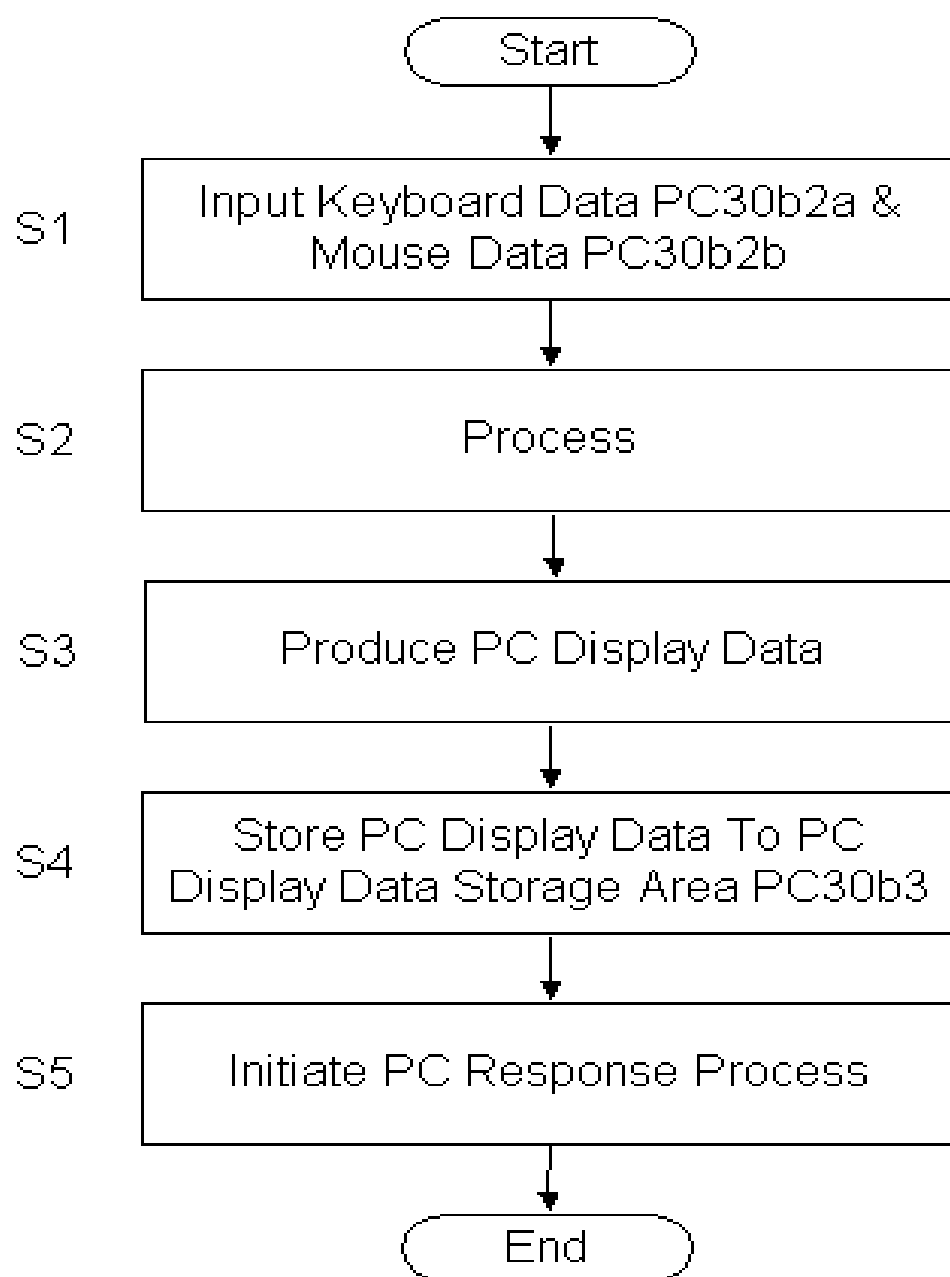 Start
S1
Input Keyboard Data PC30b2a &
Mouse Data PC30b2b
S2
Process
S3
Produce PC Display Data
S4
Store PC Display Data To PC
Display Data Storage Area PC30b3
S5
Initiate PC Response Process
End